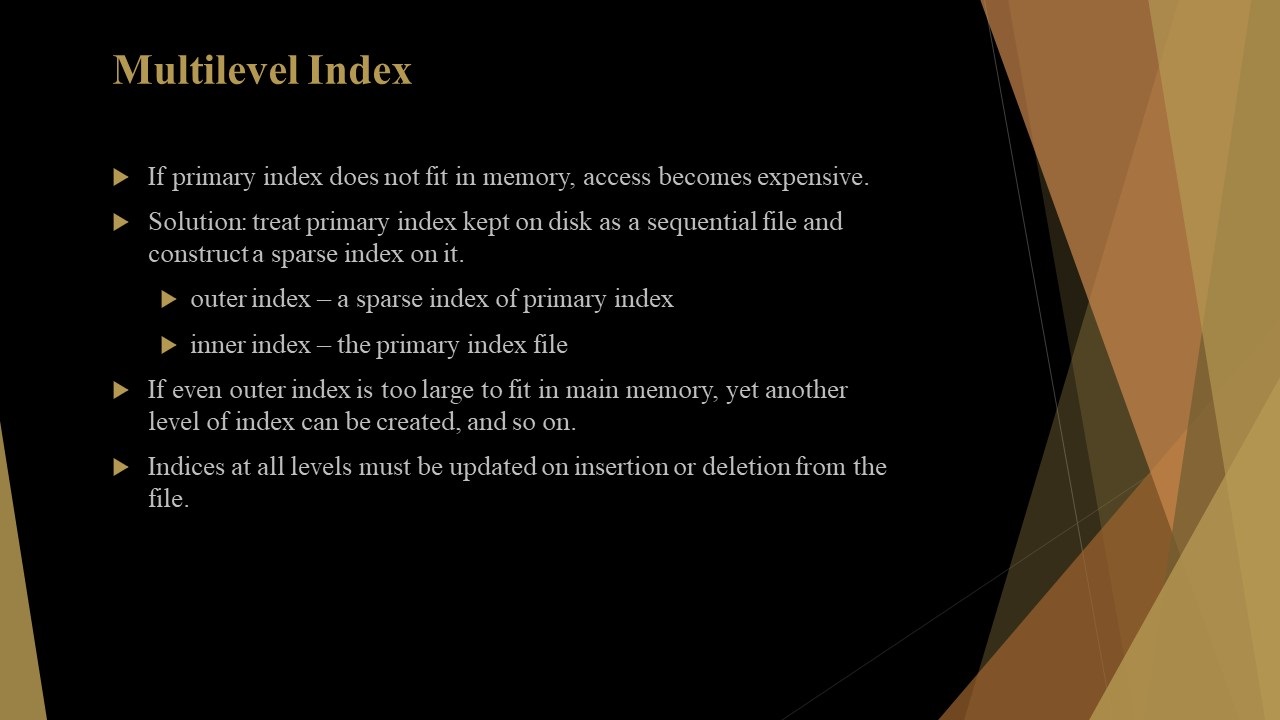 Multilevel Index
If primary index does not fit in memory, access becomes expensive.
Solution: treat primary index kept on disk as a sequential file and
construct a sparse index on it.
outer index – a sparse index of primary index
inner index – the primary index file
If even outer index is too large to fit in main memory, yet another
level of index can be created, and so on.
Indices at all levels must be updated on insertion or deletion from the
file.